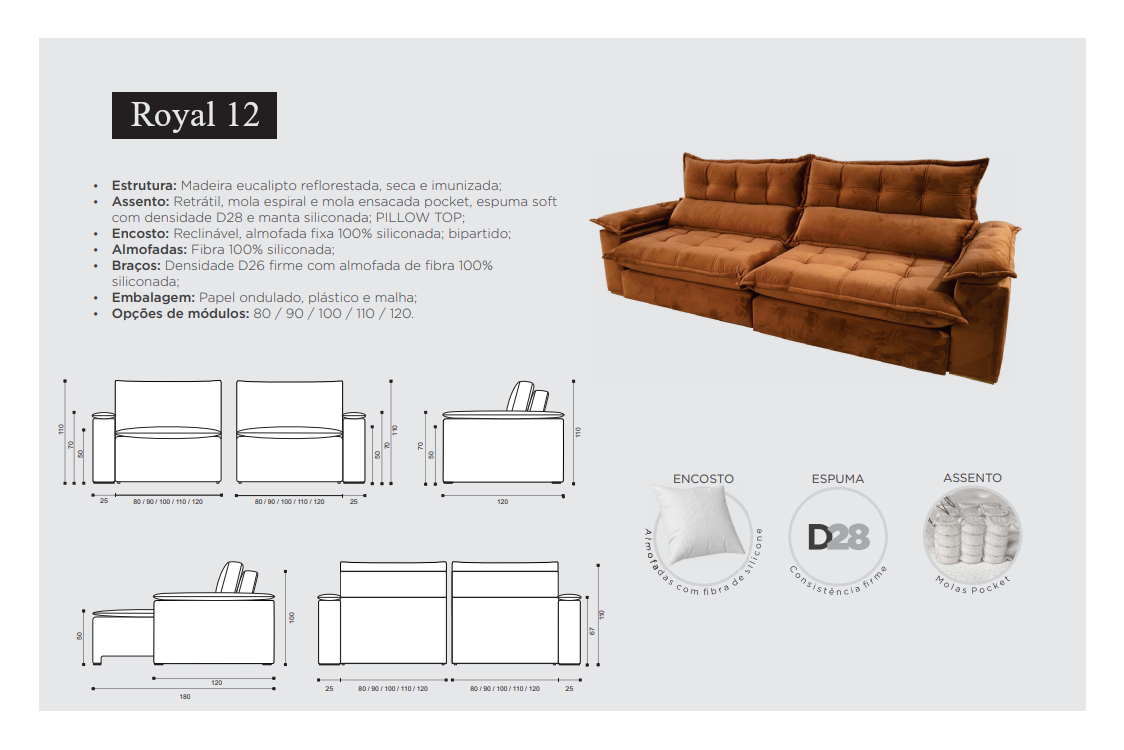 Royal 12
• Estrutura: Madeira eucalipto reflorestada, seca e imunizada;
• Assento: Retrátil, mola espiral e mola ensacada pocket, espuma soft
com densidade D28 e manta siliconada; PILLOW TOP;
• Encosto: Reclinável, almofada fixa 100% siliconada; bipartido;
• Almofadas: Fibra 100% siliconada;
• Braços: Densidade D26 firme com almofada de fibra 100%
siliconada;
• Embalagem: Papel ondulado, plástico e malha;
• Opções de módulos: 80 / 90 / 100 / 110 / 120.
110
70
50
25
80 / 90 / 100 / 110 / 120
80 / 90 / 100 / 110 / 120
25
50
70
110
70
50
120
110
ENCOSTO
Almofadas com fibra de silicone
ESPUMA
D28
Consistência firme
ASSENTO
Molas Pocket
50
100
120
180
25
80 / 90 / 100 / 110 / 120
80 / 90 / 100 / 110 / 120
25
67
110